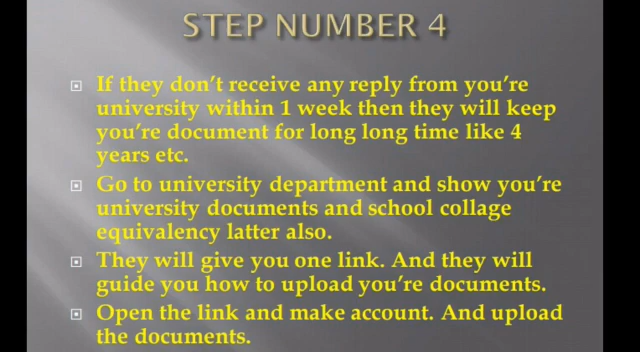 STEP NUMBER 4
If they don't receive any reply from you're
university within 1 week then they will keep
you're document for long long time like 4
years etc.
Go to university department and show you're
university documents and school collage
equivalency latter also.
They will give you one link. And they will
guide you how to upload you're documents.
Open the link and make account. And upload
the documents.